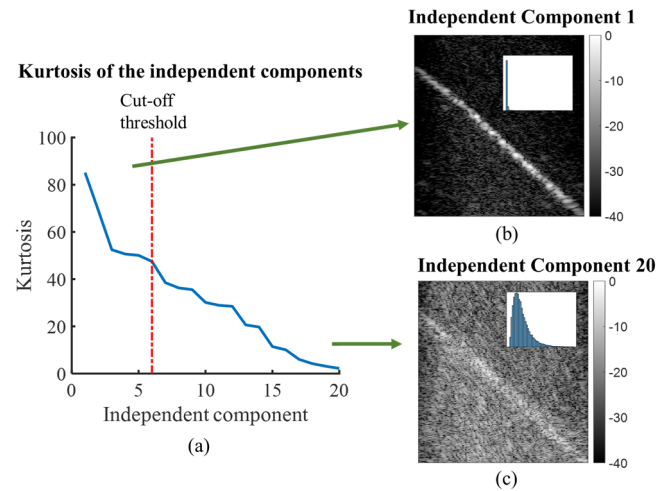 Independent Component 1
Kurtosis of the independent components
Cut-off
threshold
100
80
60
40
20
0
Kurtosis
0 5 10 15 20
Independent component
(a)
0
-10
-20
-30
-40
(b)
Independent Component 20
0
-10
-20
-30
-40
(c)